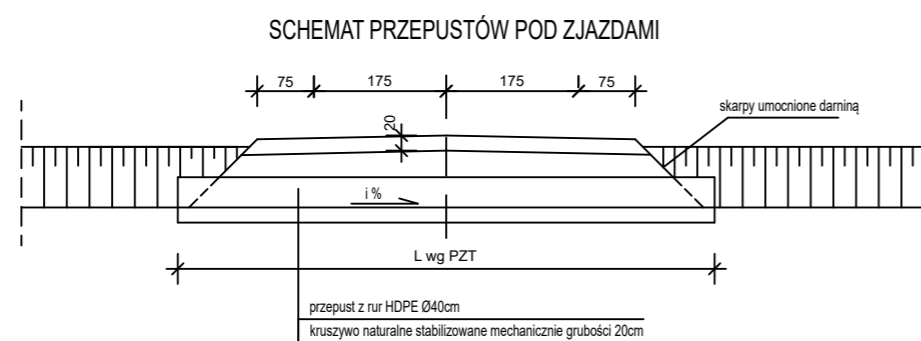 SCHEMAT PRZEPUSTÓW POD ZJAZDAMI
75 175 175 75
20
skarpy umocnione darniną
i %
L wg PZT
przepust z rur HDPE Ø40cm
kruszywo naturalne stabilizowane mechanicznie grubości 20cm